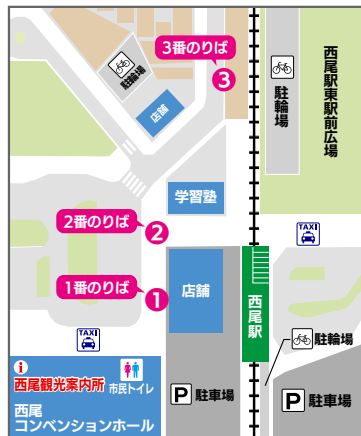 3番のりば
3
駐輪場
店舗
駐輪場
西尾駅東駅前広場
学習塾
2番のりば
2
TAXI
1番のりば
1
店舗
西尾駅
TAXI
駐輪場
i
西尾観光案内所
市民トイレ
西尾
コンベンションホール
P 駐車場
P 駐車場